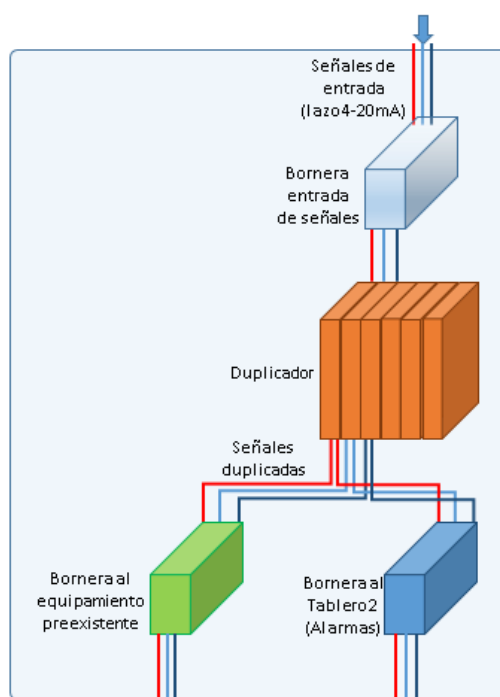 Señales de
entrada
(lazo4-20mA)
Bornera
entrada
de señales
Duplicador
Señales
duplicadas
Bornera al
equipamiento
preexistente
Bornera al
Tablero2
(Alarmas)